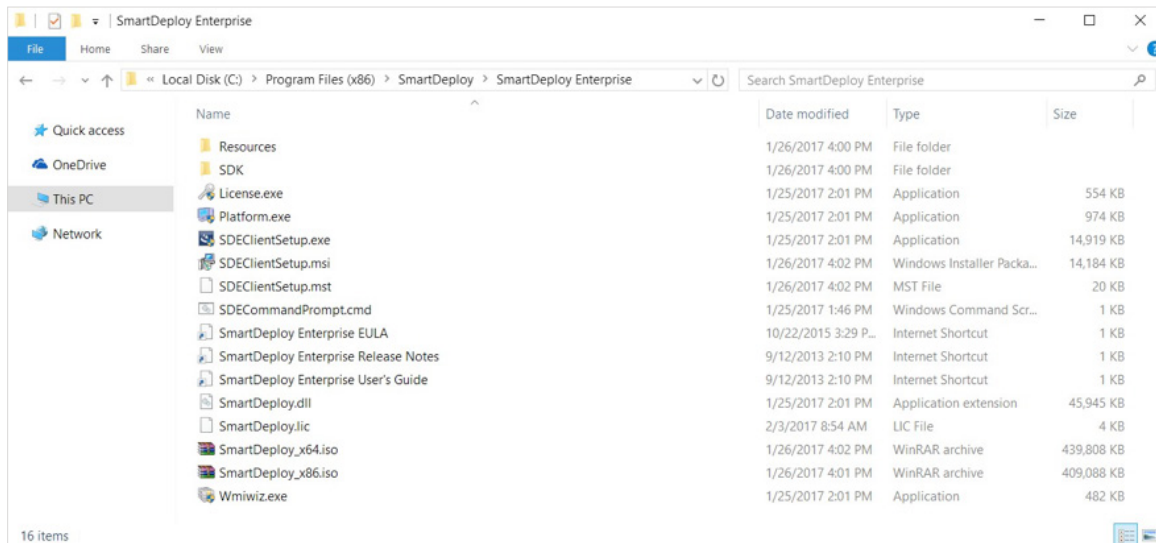 SmartDeploy Enterprise
File Home Share View
« Local Disk (C:) > Program Files (x86) > SmartDeploy > SmartDeploy Enterprise Search SmartDeploy Enterprise
Name Date modified Type Size
Quick access
OneDrive
This PC
Network
Resources 1/26/2017 4:00 PM File folder
SDK 1/26/2017 4:00 PM File folder
License.exe 1/25/2017 2:01 PM Application 554 KB
Platform.exe 1/25/2017 2:01 PM Application 974 KB
SDEClientSetup.exe 1/25/2017 2:01 PM Application 14,919 KB
SDEClientSetup.msi 1/26/2017 4:02 PM Windows Installer Packa... 14,184 KB
SDEClientSetup.mst 1/26/2017 4:02 PM MST File 20 KB
SDECommandPrompt.cmd 1/25/2017 1:46 PM Windows Command Scr... 1 KB
SmartDeploy Enterprise EULA 10/22/2015 3:29 P... Internet Shortcut 1 KB
SmartDeploy Enterprise Release Notes 9/12/2013 2:10 PM Internet Shortcut 1 KB
SmartDeploy Enterprise User's Guide 9/12/2013 2:10 PM Internet Shortcut 1 KB
SmartDeploy.dll 1/25/2017 2:01 PM Application extension 45,945 KB
SmartDeploy.lic 2/3/2017 8:54 AM LIC File 4 KB
SmartDeploy_x64.iso 1/26/2017 4:02 PM WinRAR archive 439,808 KB
SmartDeploy_x86.iso 1/26/2017 4:01 PM WinRAR archive 409,088 KB
Wmiwiz.exe 1/25/2017 2:01 PM Application 482 KB
16 items